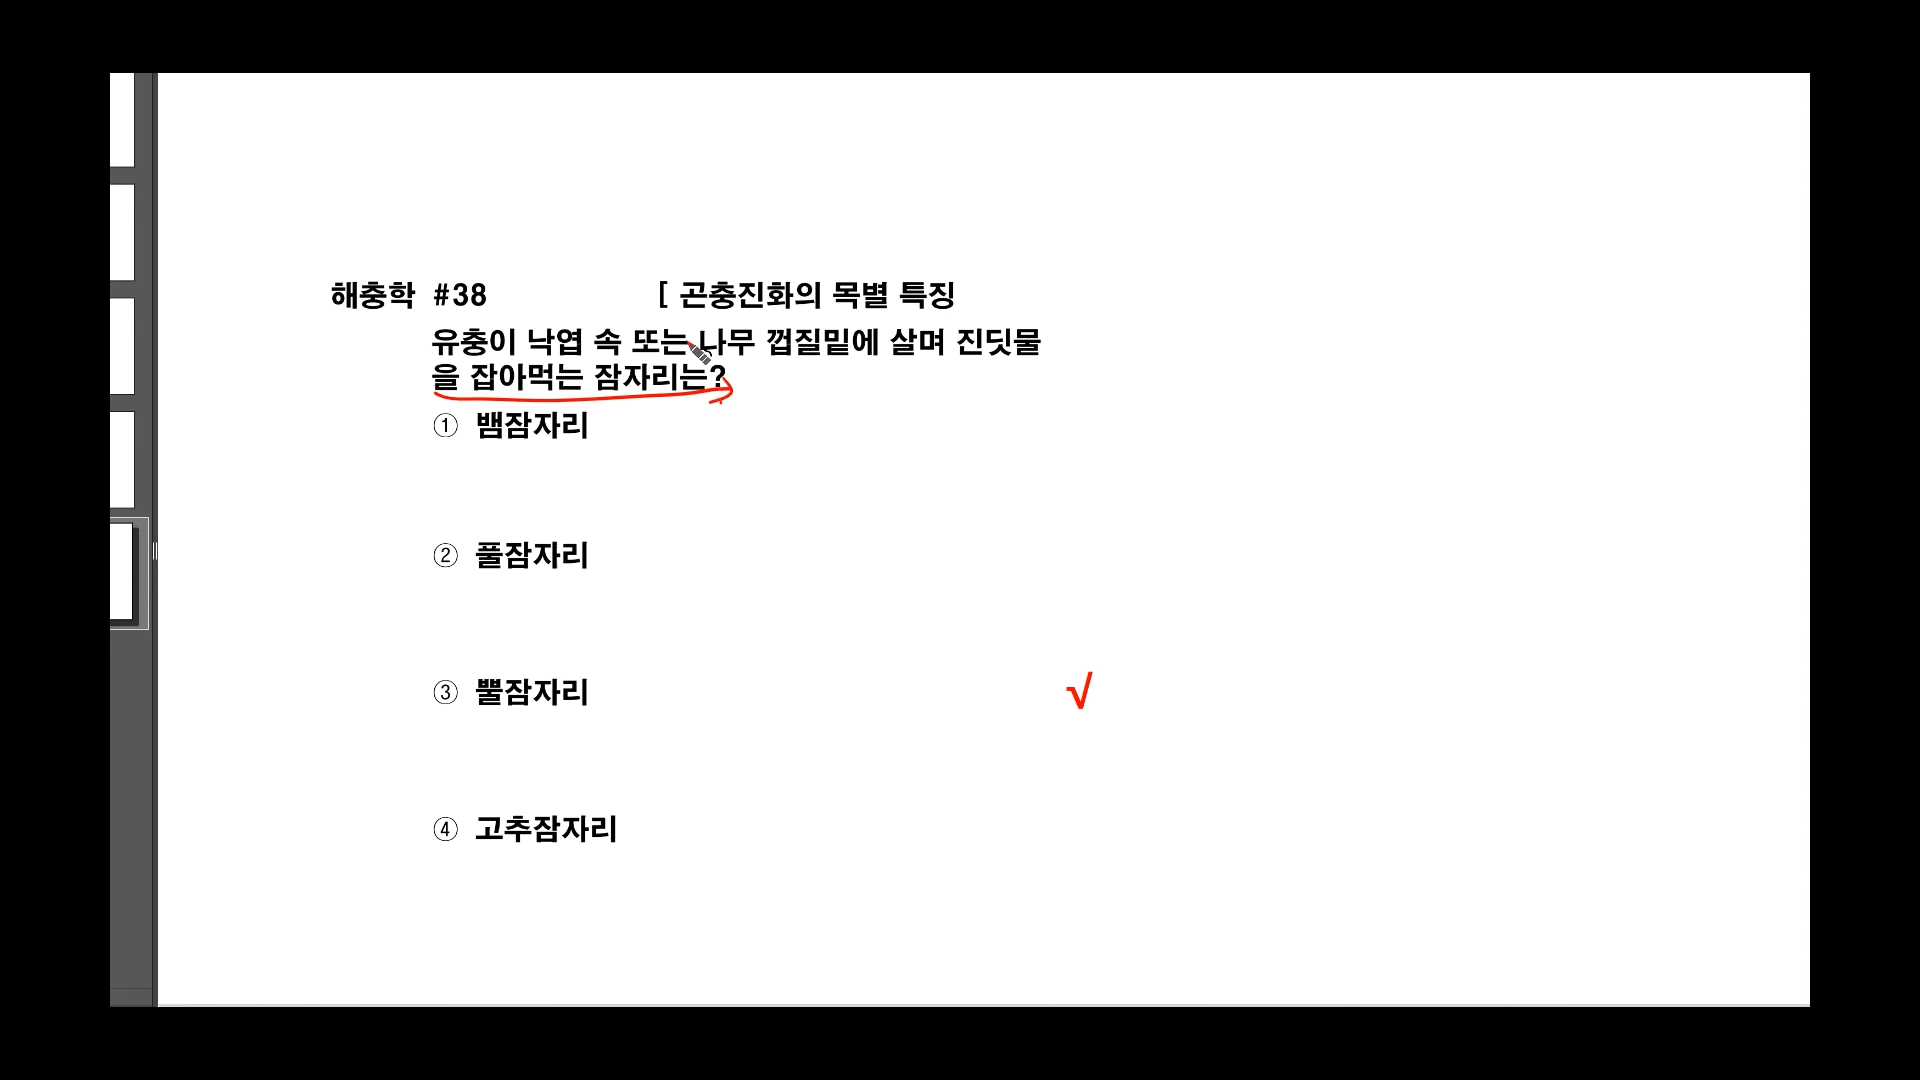 해충학 #38 [ 곤충진화의 목별 특징
유충이 낙엽 속 또는 나무 껍질밑에 살며 진딧물
을 잡아먹는 잠자리는?
① 뱀잠자리
② 풀잠자리
③ 뿔잠자리 √
④ 고추잠자리